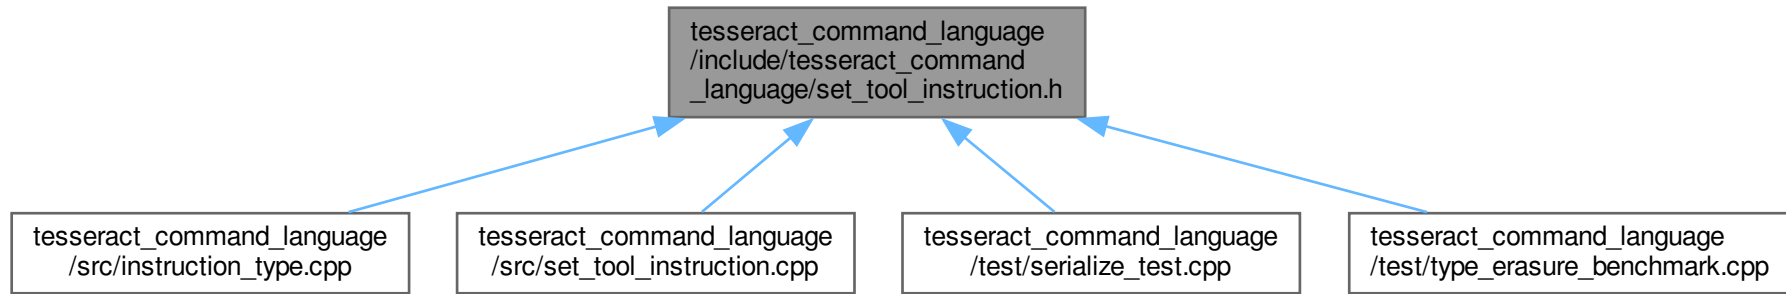 tesseract_command_language
/include/tesseract_command
_language/set_tool_instruction.h
tesseract_command_language
/src/instruction_type.cpp
tesseract_command_language
/src/set_tool_instruction.cpp
tesseract_command_language
/test/serialize_test.cpp
tesseract_command_language
/test/type_erasure_benchmark.cpp